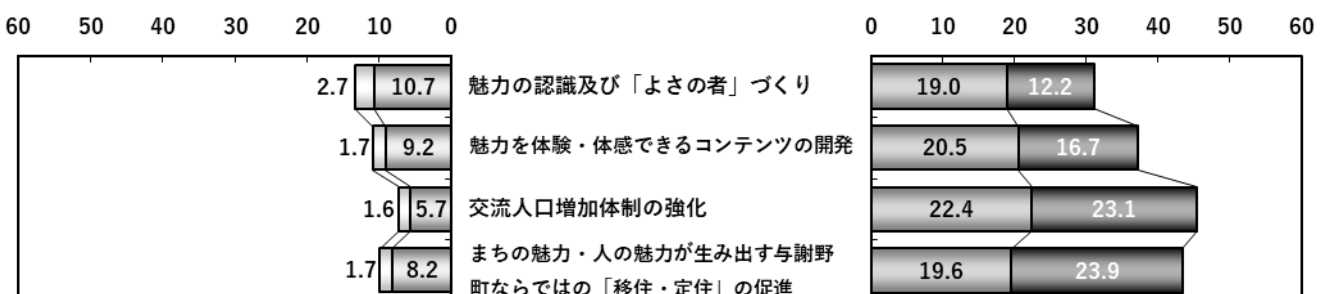 60 50 40 30 20 10 0 0 10 20 30 40 50 60
2.7 10.7 魅力の認識及び「よさの者」づくり 19.0 12.2
1.7 9.2 魅力を体験・体感できるコンテンツの開発 20.5 16.7
1.6 5.7 交流人口増加体制の強化 22.4 23.1
まちの魅力・人の魅力が生み出す与謝野
1.7 8.2 19.6 23.9
町ならではの「移住・定住」の促進